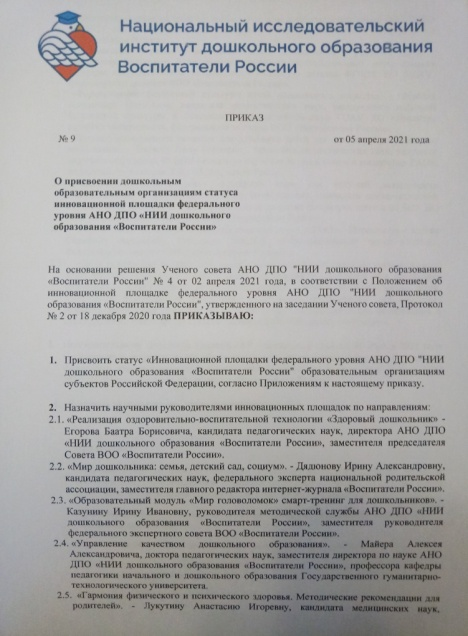 Национальный исследовательский
институт дошкольного образования
Воспитатели России
ПРИКАЗ
№ 9 от 05 апреля 2021 года
О присвоении дошкольным
образовательным организациям статуса
инновационной площадки федерального
уровня АНО ДПО «НИИ дошкольного
образования «Воспитатели России»
На основании решения Ученого совета АНО ДПО "НИИ дошкольного образования
«Воспитатели России" № 4 от 02 апреля 2021 года, в соответствии с Положением об
инновационной площадке федерального уровня АНО ДПО "НИИ дошкольного
образования «Воспитатели России", утвержденного на заседании Ученого совета, Протокол
№ 2 от 18 декабря 2020 года ПРИКАЗЫВАЮ:
1. Присвоить статус «Инновационной площадки федерального уровня АНО ДПО "НИИ
дошкольного образования «Воспитатели России" образовательным организациям
субъектов Российской Федерации, согласно Приложениям к настоящему приказу.
2. Назначить научными руководителями инновационных площадок по направлениям:
2.1. «Реализация оздоровительно-воспитательной технологии «Здоровый дошкольник» -
Егорова Баатра Борисовича, кандидата педагогических наук, директора АНО ДПО
«НИИ дошкольного образования «Воспитатели России», заместителя председателя
Совета ВОО «Воспитатели России».
2.2. «Мир дошкольника: семья, детский сад, социум». - Дядюнову Ирину Александровну,
кандидата педагогических наук, федерального эксперта национальной родительской
ассоциации, заместителя главного редактора интернет-журнала «Воспитатели России».
2.3. «Образовательный модуль «Мир головоломок» смарт-тренинг для дошкольников». -
Казунину Ирину Ивановну, руководителя методической службы АНО ДПО «НИИ
дошкольного образования «Воспитатели России», заместителя руководителя
федерального экспертного совета ВОО «Воспитатели России».
2.4. «Управление качеством дошкольного образования». - Майера Алексея
Александровича, доктора педагогических наук, заместителя директора по науке АНО
ДПО «НИИ дошкольного образования «Воспитатели России», профессора кафедры
педагогики начального и дошкольного образования Государственного гуманитарно-
технологического университета.
2.5. «Гармония физического и психического здоровья. Методические рекомендации для
родителей». - Лукутину Анастасию Игоревну, кандидата медицинских наук,